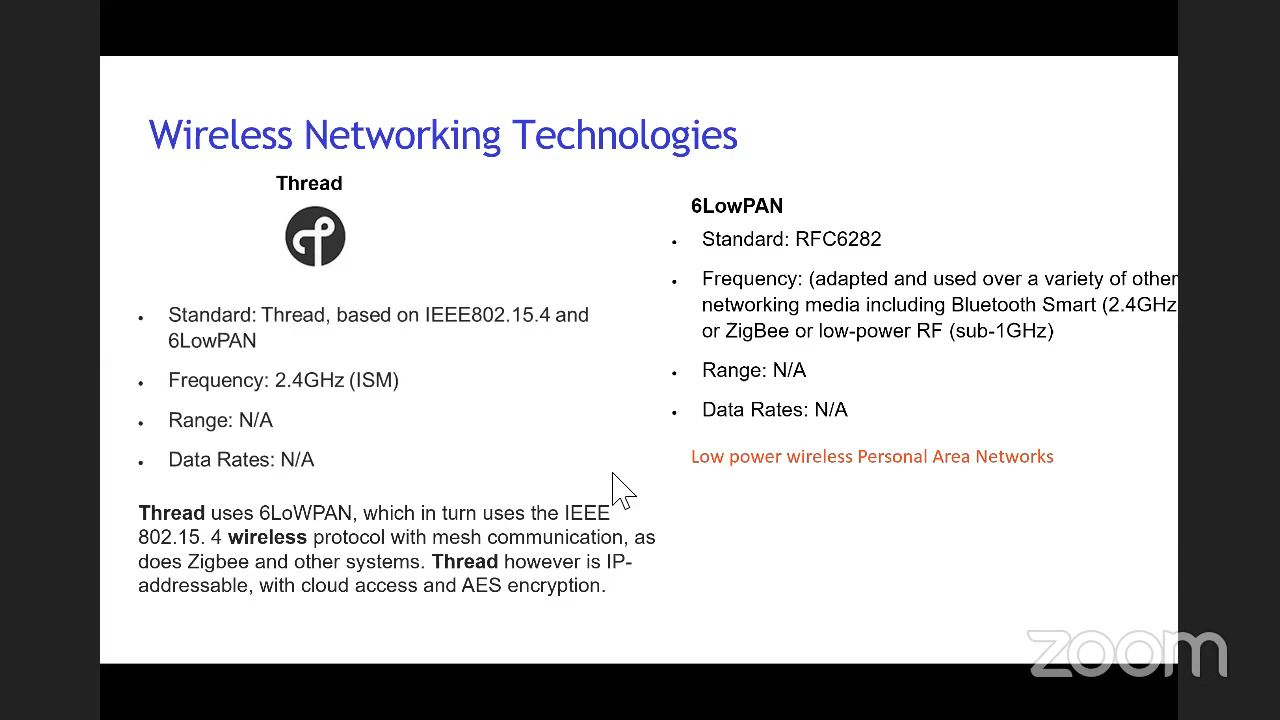 Wireless Networking Technologies
Thread
Standard: Thread, based on IEEE802.15.4 and
6LowPAN
Frequency: 2.4GHz (ISM)
Range: N/A
Data Rates: N/A
Thread uses 6LoWPAN, which in turn uses the IEEE
802.15. 4 wireless protocol with mesh communication, as
does Zigbee and other systems. Thread however is IP-
addressable, with cloud access and AES encryption.
6LowPAN
Standard: RFC6282
Frequency: (adapted and used over a variety of other
networking media including Bluetooth Smart (2.4GHz
or ZigBee or low-power RF (sub-1GHz)
Range: N/A
Data Rates: N/A
Low power wireless Personal Area Networks
zoom